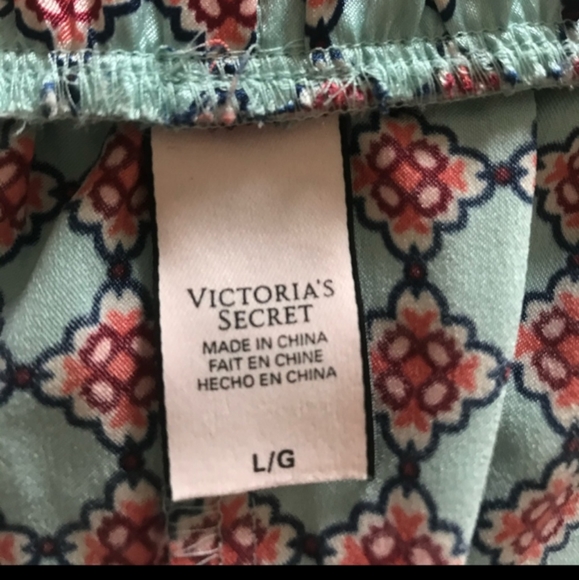 VICTORIA'S
SECRET
MADE IN CHINA
FAIT EN CHINE
HECHO EN CHINA
L/G